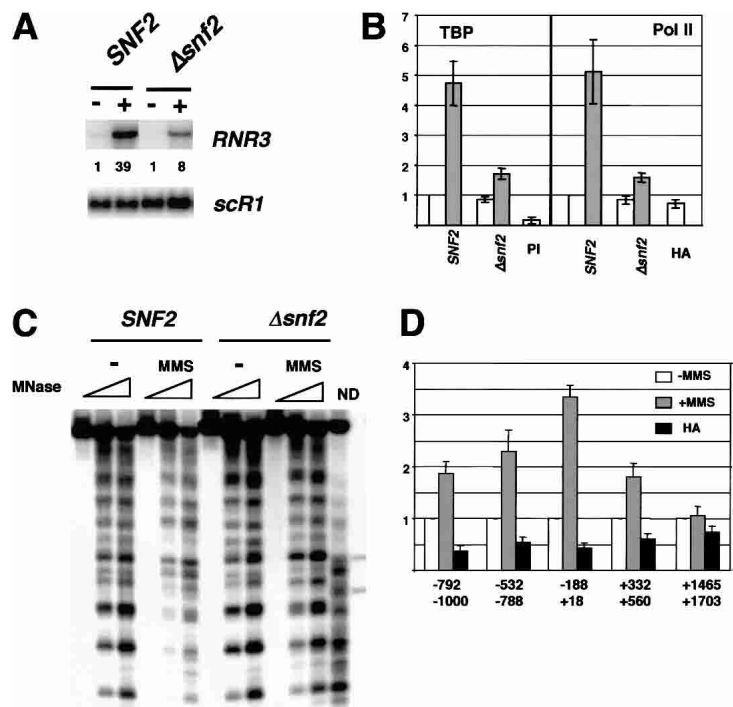 A
SNF2 Δsnf2
- + - +
RNR3
1 39 1 8
scR1
B
TBP Pol II
7
6
5
4
3
2
1
SNF2 Δsnf2 PI SNF2 Δsnf2 HA
C
SNF2 Δsnf2
- MMS - MMS
MNase ND
D
4
3
2
1
-MMS
+MMS
HA
-792 -532 -188 +332 +1465
-1000 -788 +18 +560 +1703